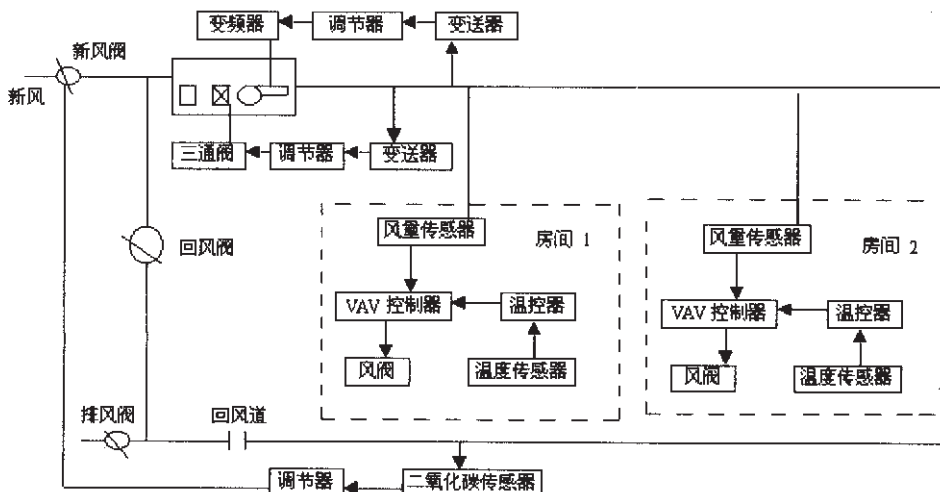 变频器
调节器
变送器
新风阀
新风
三通阀
调节器
变送器
风量传感器
房间 1
风量传感器
房间 2
回风阀
VAV 控制器
温控器
VAV 控制器
温控器
风阀
温度传感器
风阀
温度传感器
排风阀
回风道
调节器
二氧化碳传感器